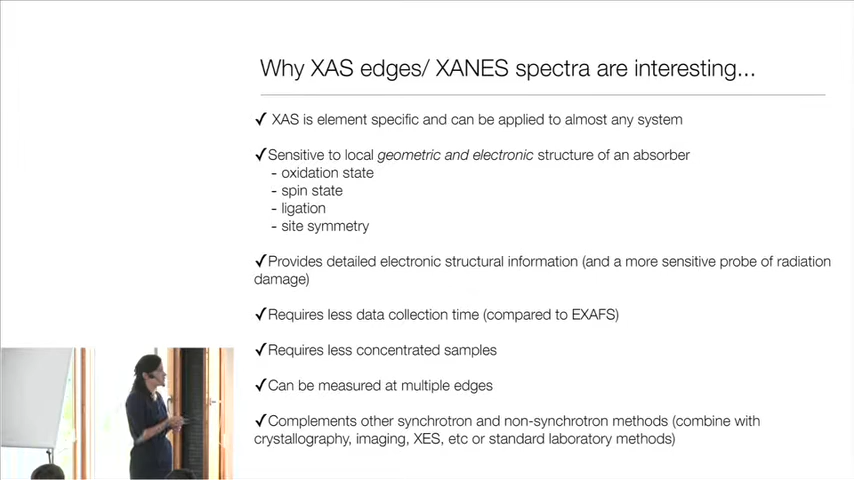 Why XAS edges/ XANES spectra are interesting...
✓ XAS is element specific and can be applied to almost any system
✓Sensitive to local geometric and electronic structure of an absorber
- oxidation state
- spin state
- ligation
- site symmetry
✓Provides detailed electronic structural information (and a more sensitive probe of radiation
damage)
✓Requires less data collection time (compared to EXAFS)
✓Requires less concentrated samples
✓Can be measured at multiple edges
✓Complements other synchrotron and non-synchrotron methods (combine with
crystallography, imaging, XES, etc or standard laboratory methods)